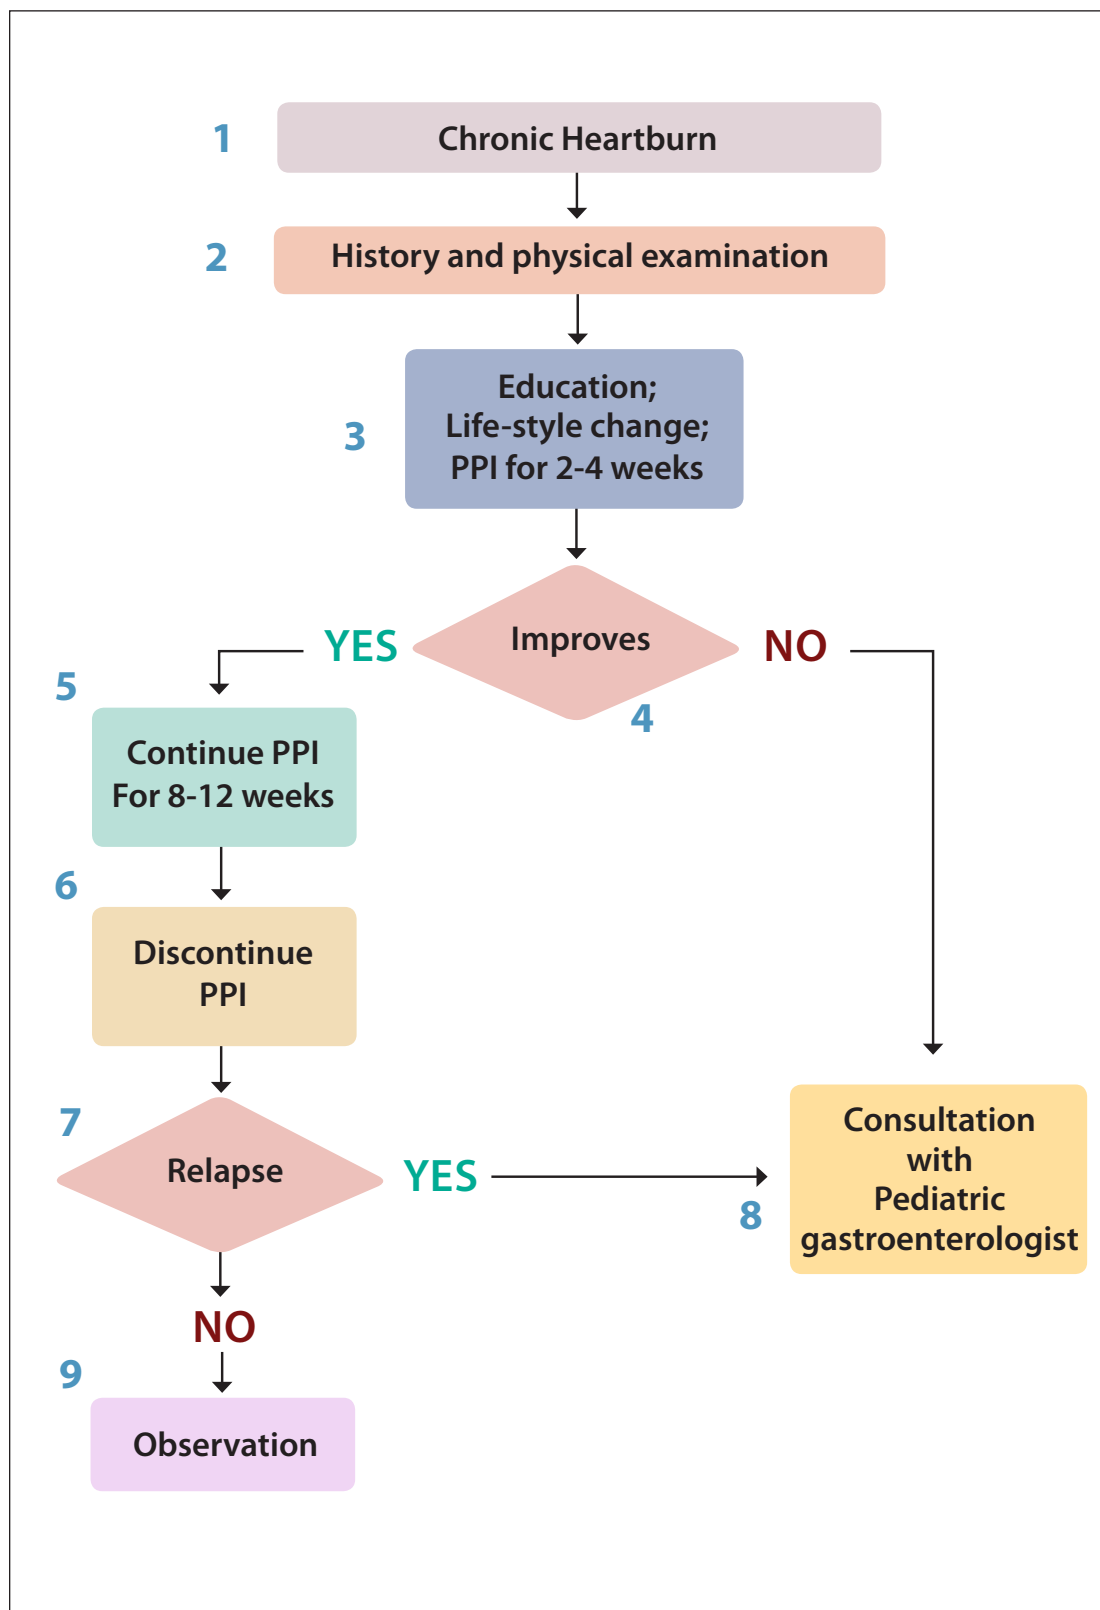 1
Chronic Heartburn
2
History and physical examination
3
Education;
Life-style change;
PPI for 2-4 weeks
YES
Improves
NO
4
5
Continue PPI
For 8-12 weeks
6
Discontinue
PPI
7
Relapse
YES
8
Consultation
with
Pediatric
gastroenterologist
NO
9
Observation